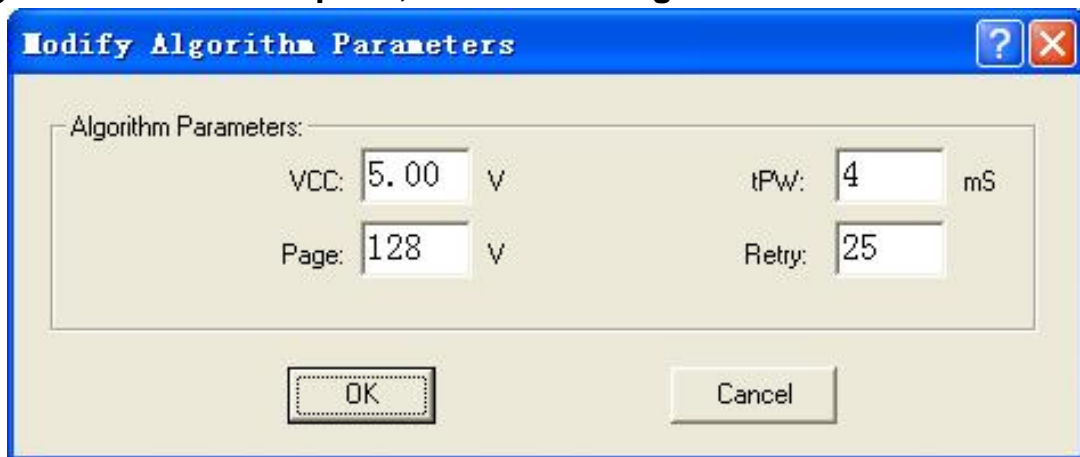 Modify Algorithm Parameters
Algorithm Parameters:
VCC: 5.00 V tPW: 4 mS
Page: 128 V Retry: 25
OK Cancel